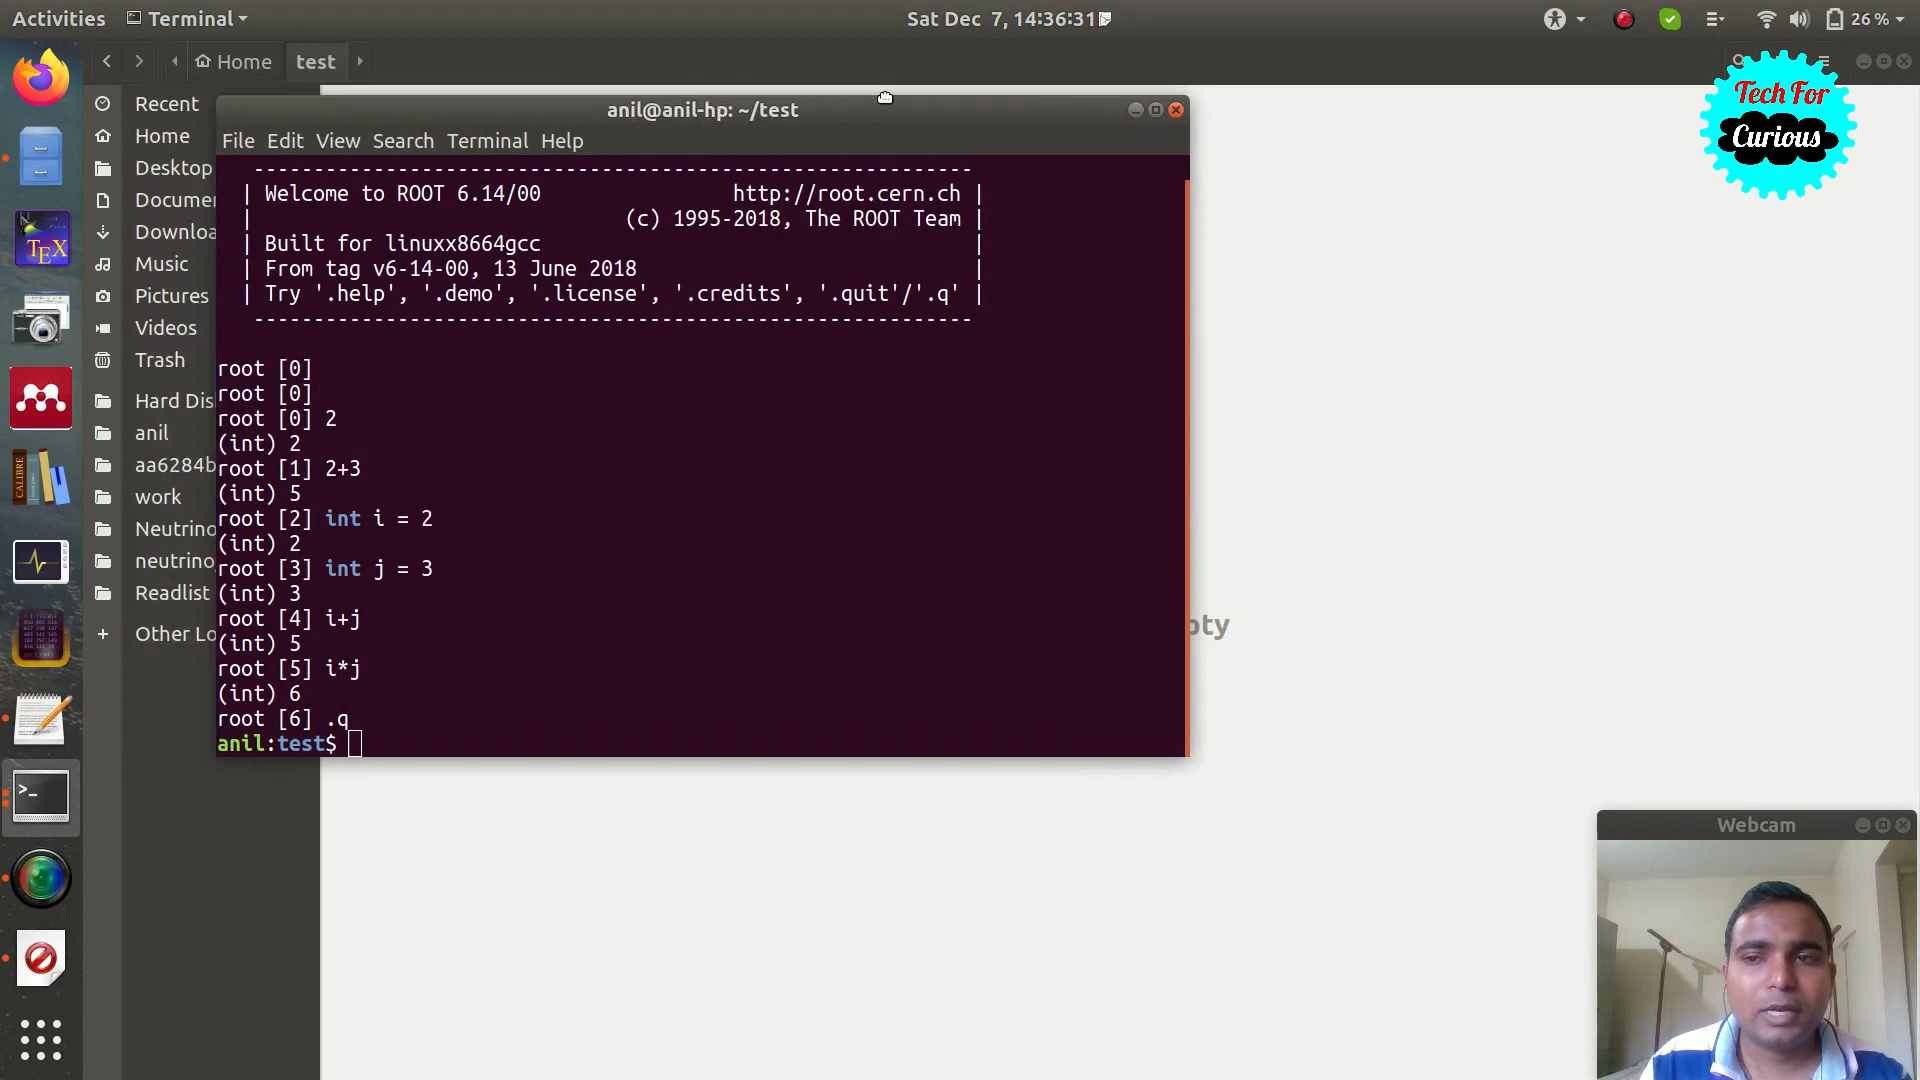 Activities
Terminal
Sat Dec 7, 14:36:31
26 %
Home
test
Tech For
Curious
Recent
Home
Desktop
Documen
Downloa
Music
Pictures
Videos
Trash
Hard Dis
anil
aa6284b
work
Neutrino
neutrino
Readlist
+ Other Lo
TEX
CALIBRE
anil@anil-hp: ~/test
File Edit View Search Terminal Help
------------------------------------------------------------
| Welcome to ROOT 6.14/00 http://root.cern.ch |
| (c) 1995-2018, The ROOT Team |
| Built for linuxx8664gcc |
| From tag v6-14-00, 13 June 2018 |
| Try '.help', '.demo', '.license', '.credits', '.quit'/'.q' |
------------------------------------------------------------
root [0]
root [0]
root [0] 2
(int) 2
root [1] 2+3
(int) 5
root [2] int i = 2
(int) 2
root [3] int j = 3
(int) 3
root [4] i+j
(int) 5
root [5] i*j
(int) 6
root [6] .q
anil:test$
pty
>_
Webcam